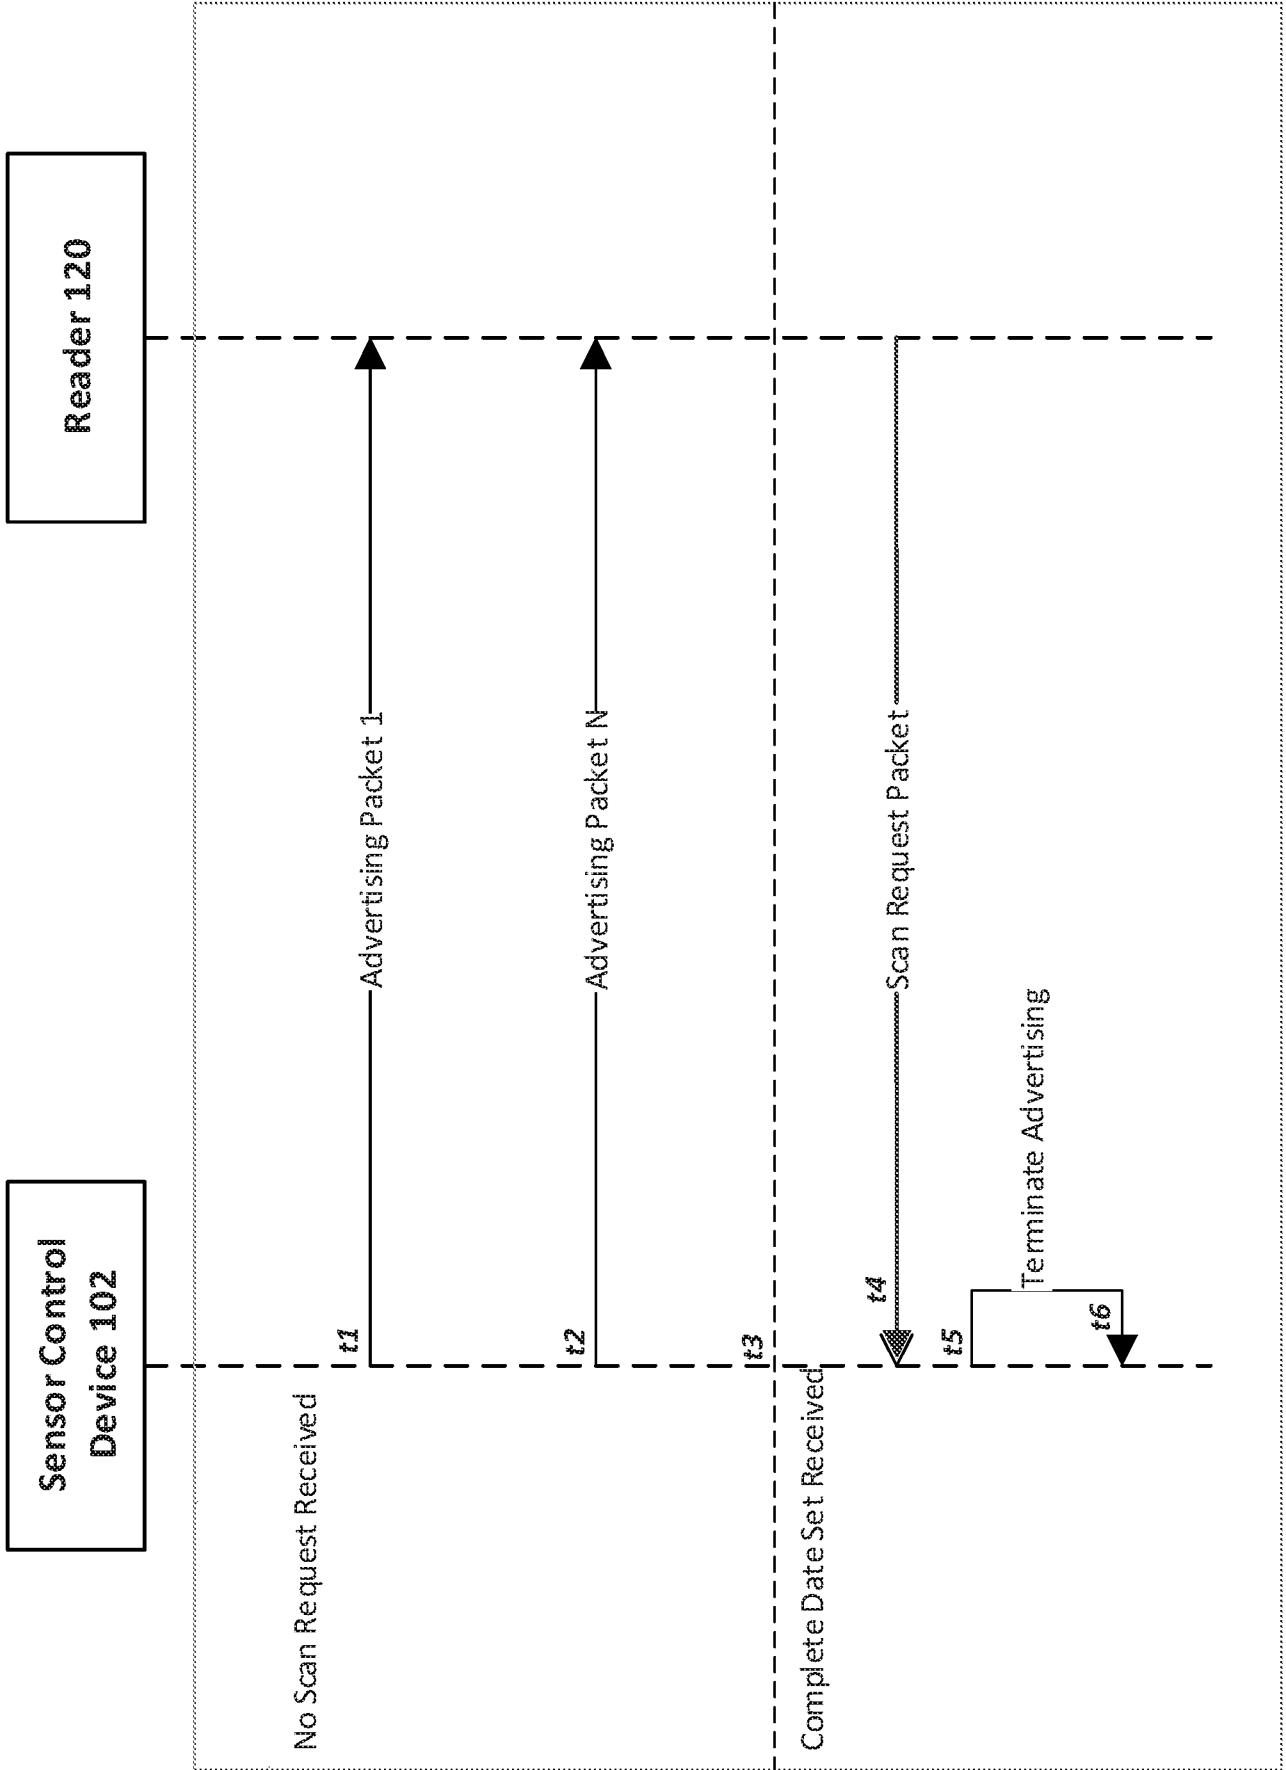 Sensor Control
Device 102
Reader 120
No Scan Request Received
t1
Advertising Packet 1
t2
Advertising Packet N
t3
Complete Date Set Received
t4
Scan Request Packet
t5
Terminate Advertising
t6